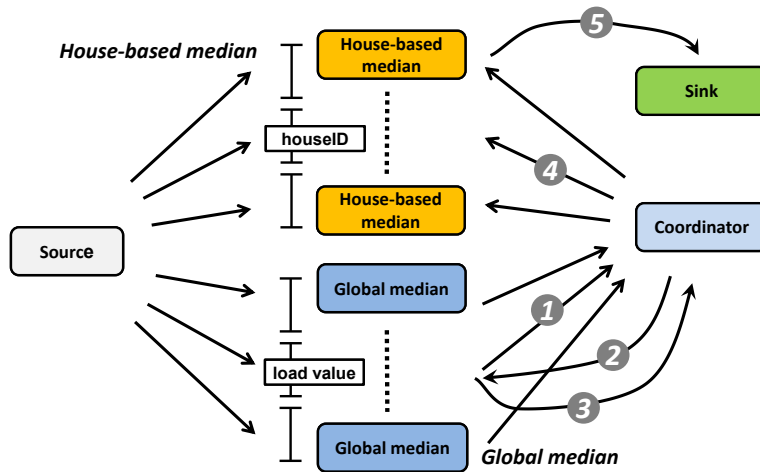 House-based median
House-based
median
5
Sink
houseID
4
House-based
median
Coordinator
Source
Global median
1
2
load value
3
Global median
Global median